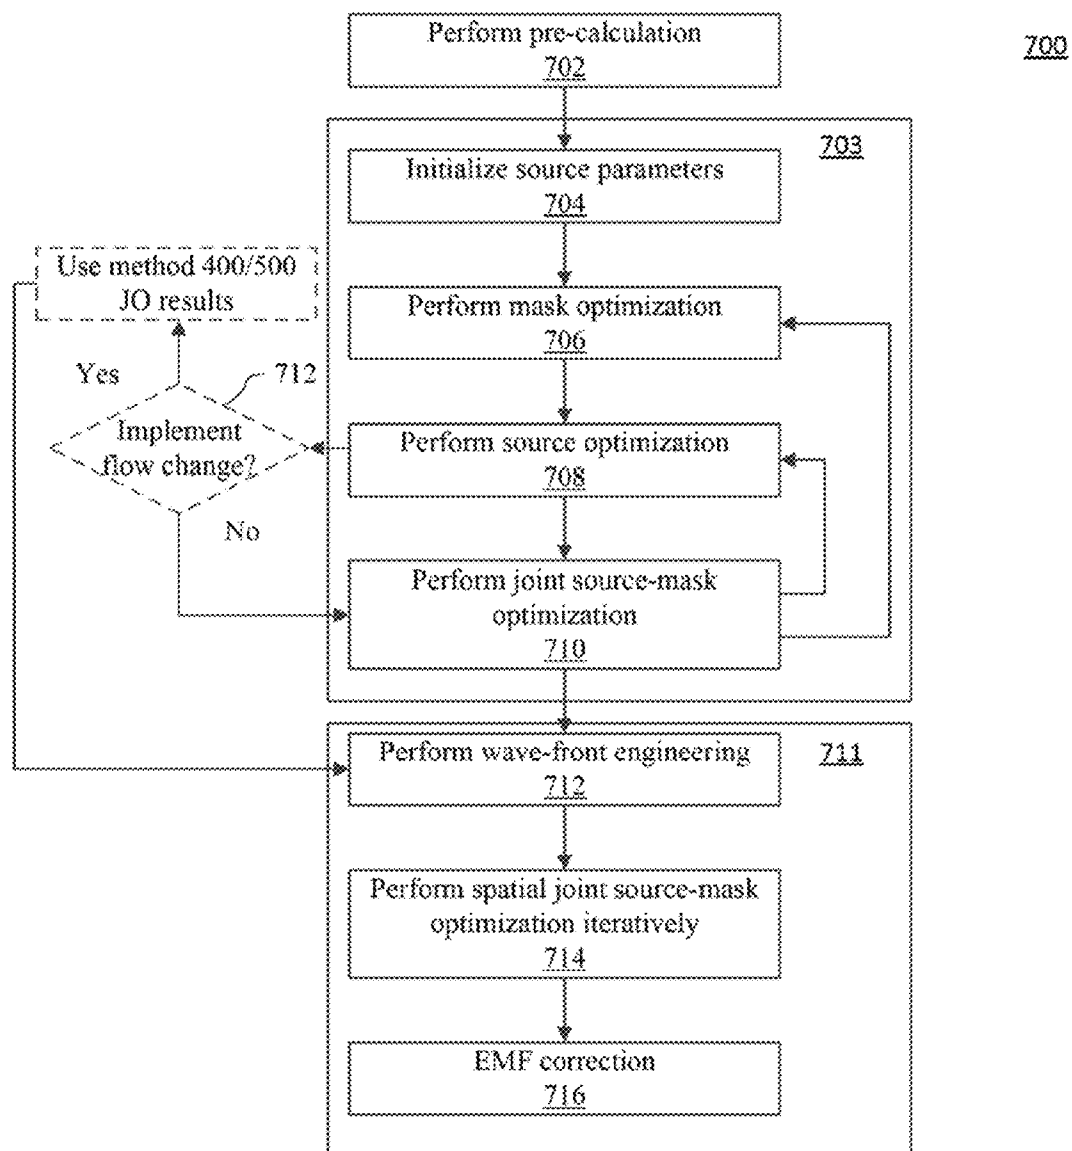 Perform pre-calculation
702
700
703
Initialize source parameters
704
Use method 400/500
JO results
Perform mask optimization
706
Yes
712
Implement
flow change?
Perform source optimization
708
No
Perform joint source-mask
optimization
710
711
Perform wave-front engineering
712
Perform spatial joint source-mask
optimization iteratively
714
EMF correction
716